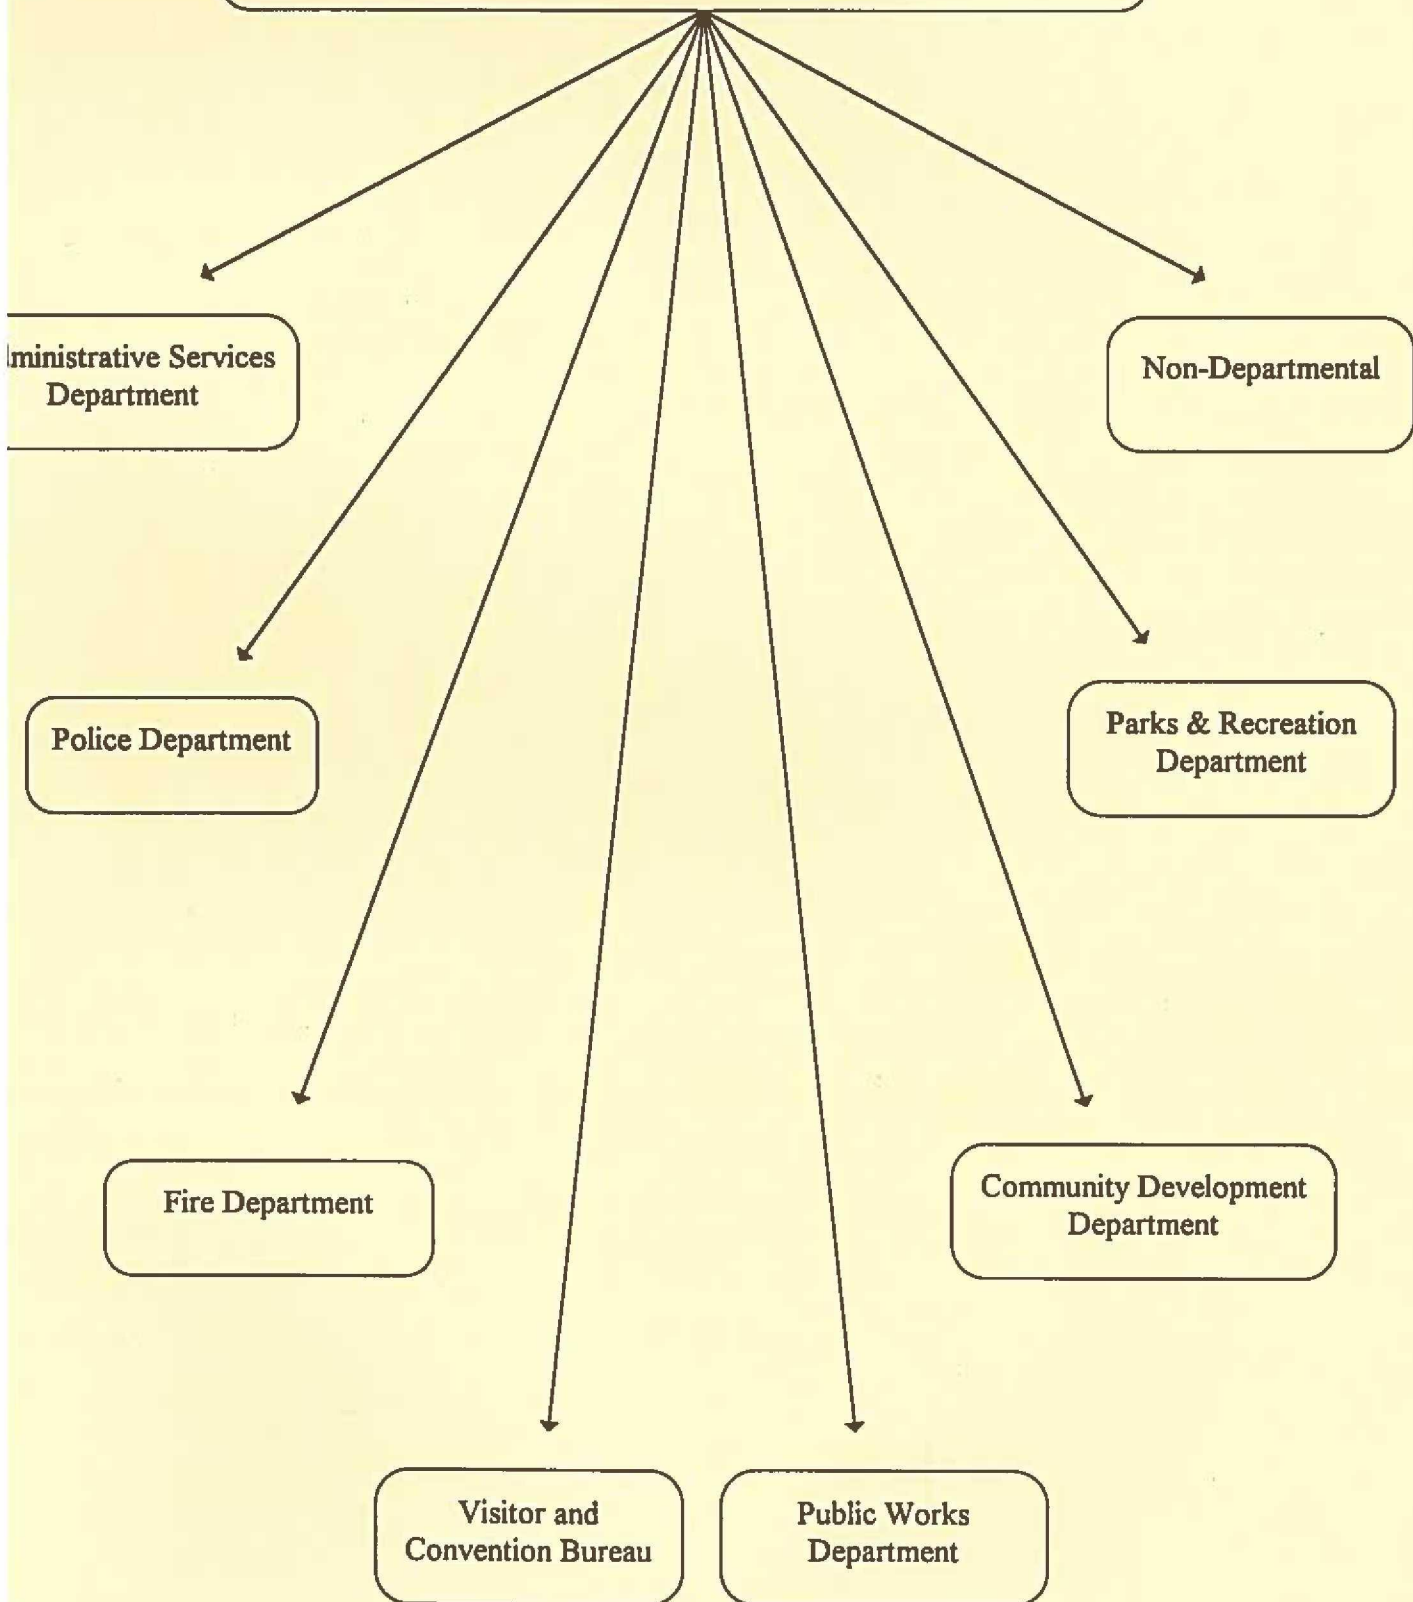 Services
Department
Non-Departmental
Police Department
Parks & Recreation
Department
Fire Department
Community Development
Department
Visitor and
Convention Bureau
Public Works
Department